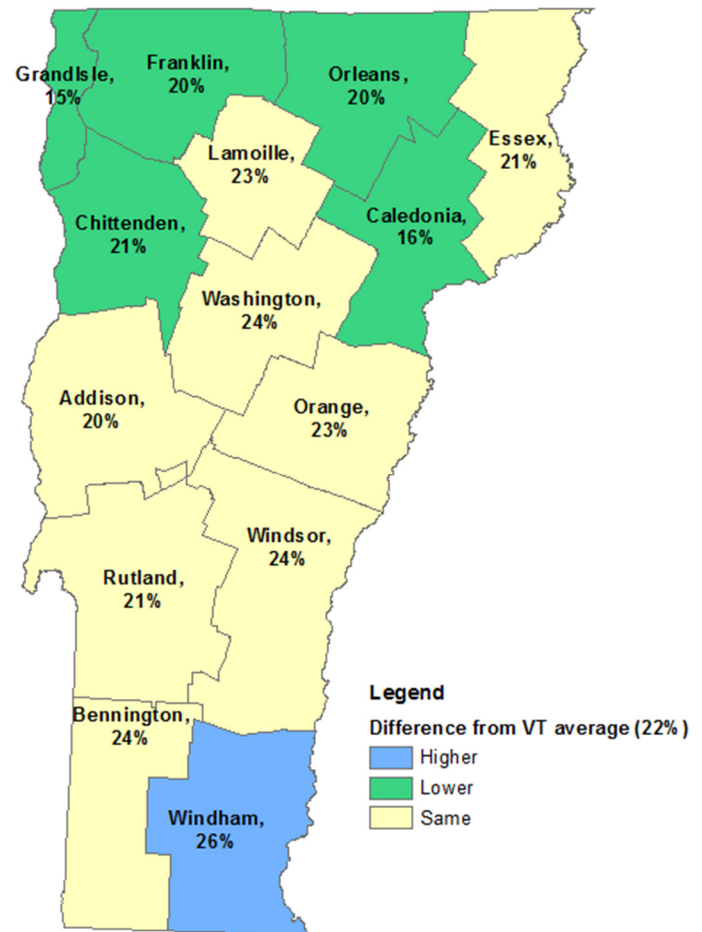 GrandIsle,
15%
Franklin,
20%
Orleans,
20%
Essex,
21%
Lamoille,
23%
Chittenden,
21%
Caledonia,
16%
Washington,
24%
Addison,
20%
Orange,
23%
Windsor,
24%
Rutland,
21%
Bennington,
24%
Windham,
26%
Legend
Difference from VT average (22%)
Higher
Lower
Same